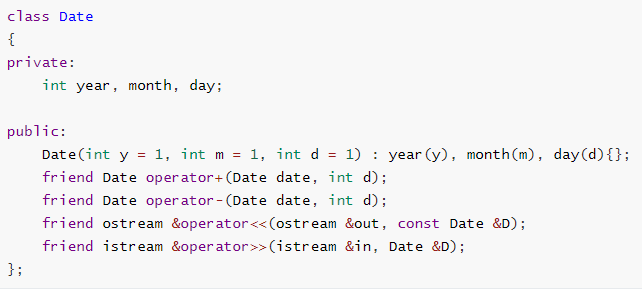 class Date
{
private:
    int year, month, day;

public:
    Date(int y = 1, int m = 1, int d = 1) : year(y), month(m), day(d){};
    friend Date operator+(Date date, int d);
    friend Date operator-(Date date, int d);
    friend ostream &operator<<(ostream &out, const Date &D);
    friend istream &operator>>(istream &in, Date &D);
};